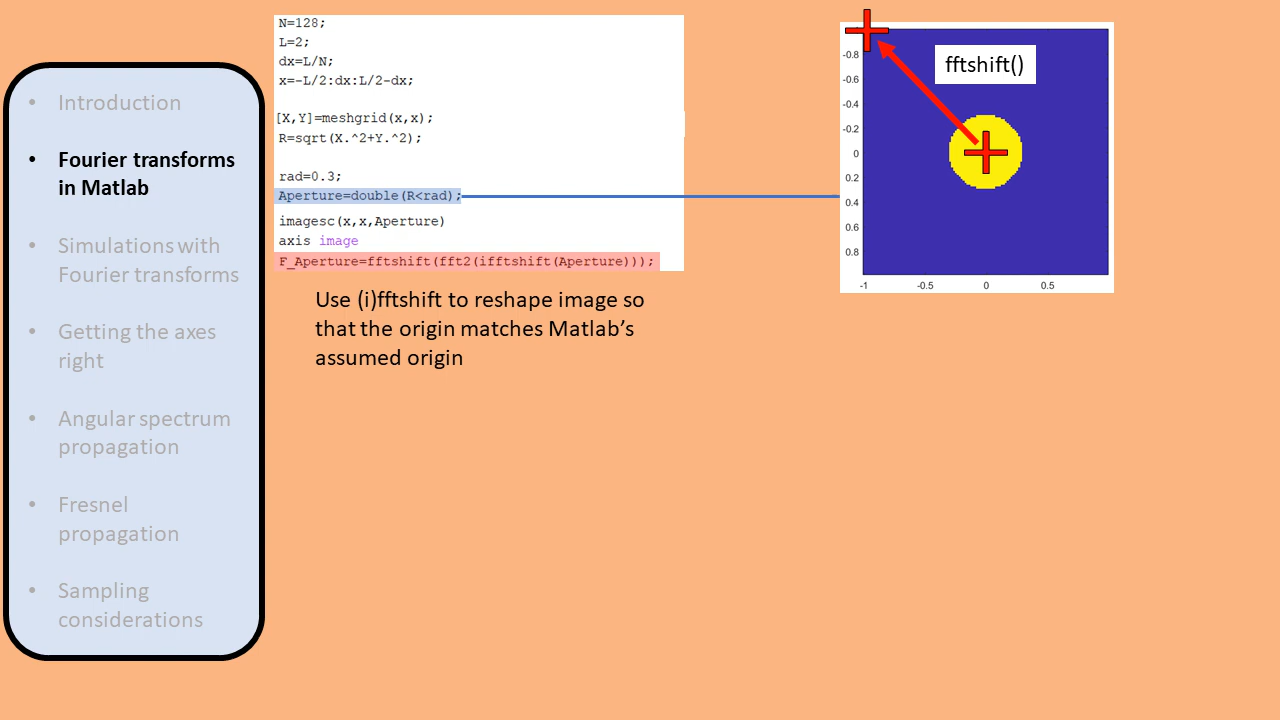 • Introduction
• Fourier transforms
in Matlab
• Simulations with
Fourier transforms
• Getting the axes
right
• Angular spectrum
propagation
• Fresnel
propagation
• Sampling
considerations
N=128;
L=2;
dx=L/N;
x=-L/2:dx:L/2-dx;
[X,Y]=meshgrid(x,x);
R=sqrt(X.^2+Y.^2);
rad=0.3;
Aperture=double(R<rad);
imagesc(x,x,Aperture)
axis image
F_Aperture=fftshift(fft2(ifftshift(Aperture)));
Use (i)fftshift to reshape image so
that the origin matches Matlab’s
assumed origin
fftshift()
-0.8
-0.6
-0.4
-0.2
0
0.2
0.4
0.6
0.8
-1 -0.5 0 0.5